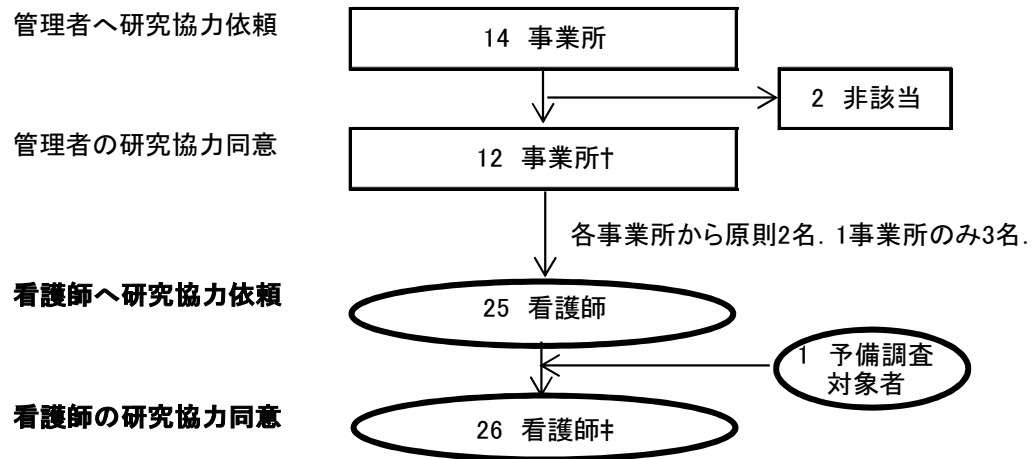 管理者へ研究協力依頼
14 事業所
2 非該当
管理者の研究協力同意
12 事業所†
各事業所から原則2名. 1事業所のみ3名.
看護師へ研究協力依頼
25 看護師
1 予備調査
対象者
看護師の研究協力同意
26 看護師‡